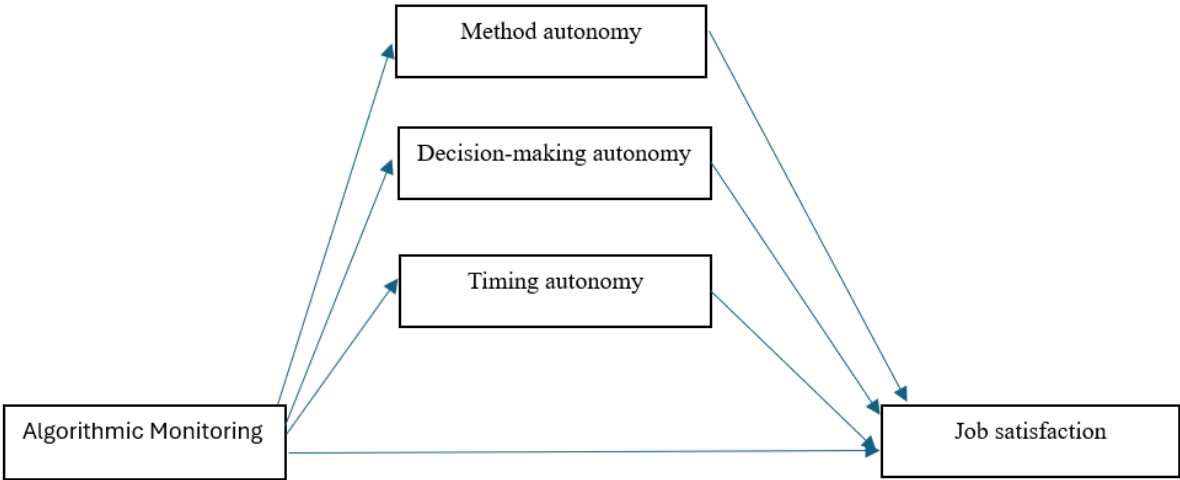 Method autonomy
Decision-making autonomy
Timing autonomy
Algorithmic Monitoring
Job satisfaction